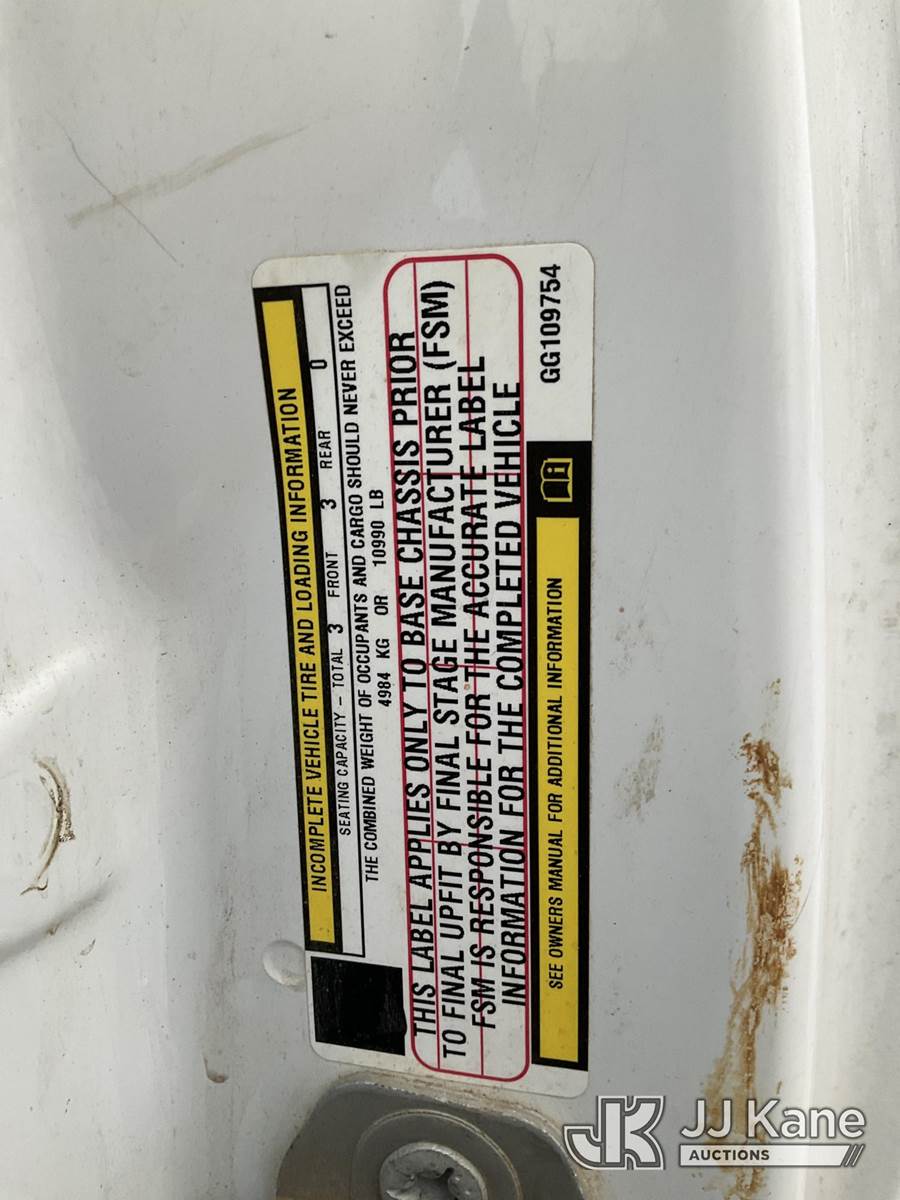 INCOMPLETE VEHICLE TIRE AND LOADING INFORMATION
SEATING CAPACITY - TOTAL 3 FRONT 3 REAR 0
THE COMBINED WEIGHT OF OCCUPANTS AND CARGO SHOULD NEVER EXCEED
4984 KG OR 10990 LB
THIS LABEL APPLIES ONLY TO BASE CHASSIS PRIOR
TO FINAL UPFIT BY FINAL STAGE MANUFACTURER (FSM)
FSM IS RESPONSIBLE FOR THE ACCURATE LABEL
INFORMATION FOR THE COMPLETED VEHICLE
SEE OWNERS MANUAL FOR ADDITIONAL INFORMATION
GG109754
JK JJ Kane
AUCTIONS